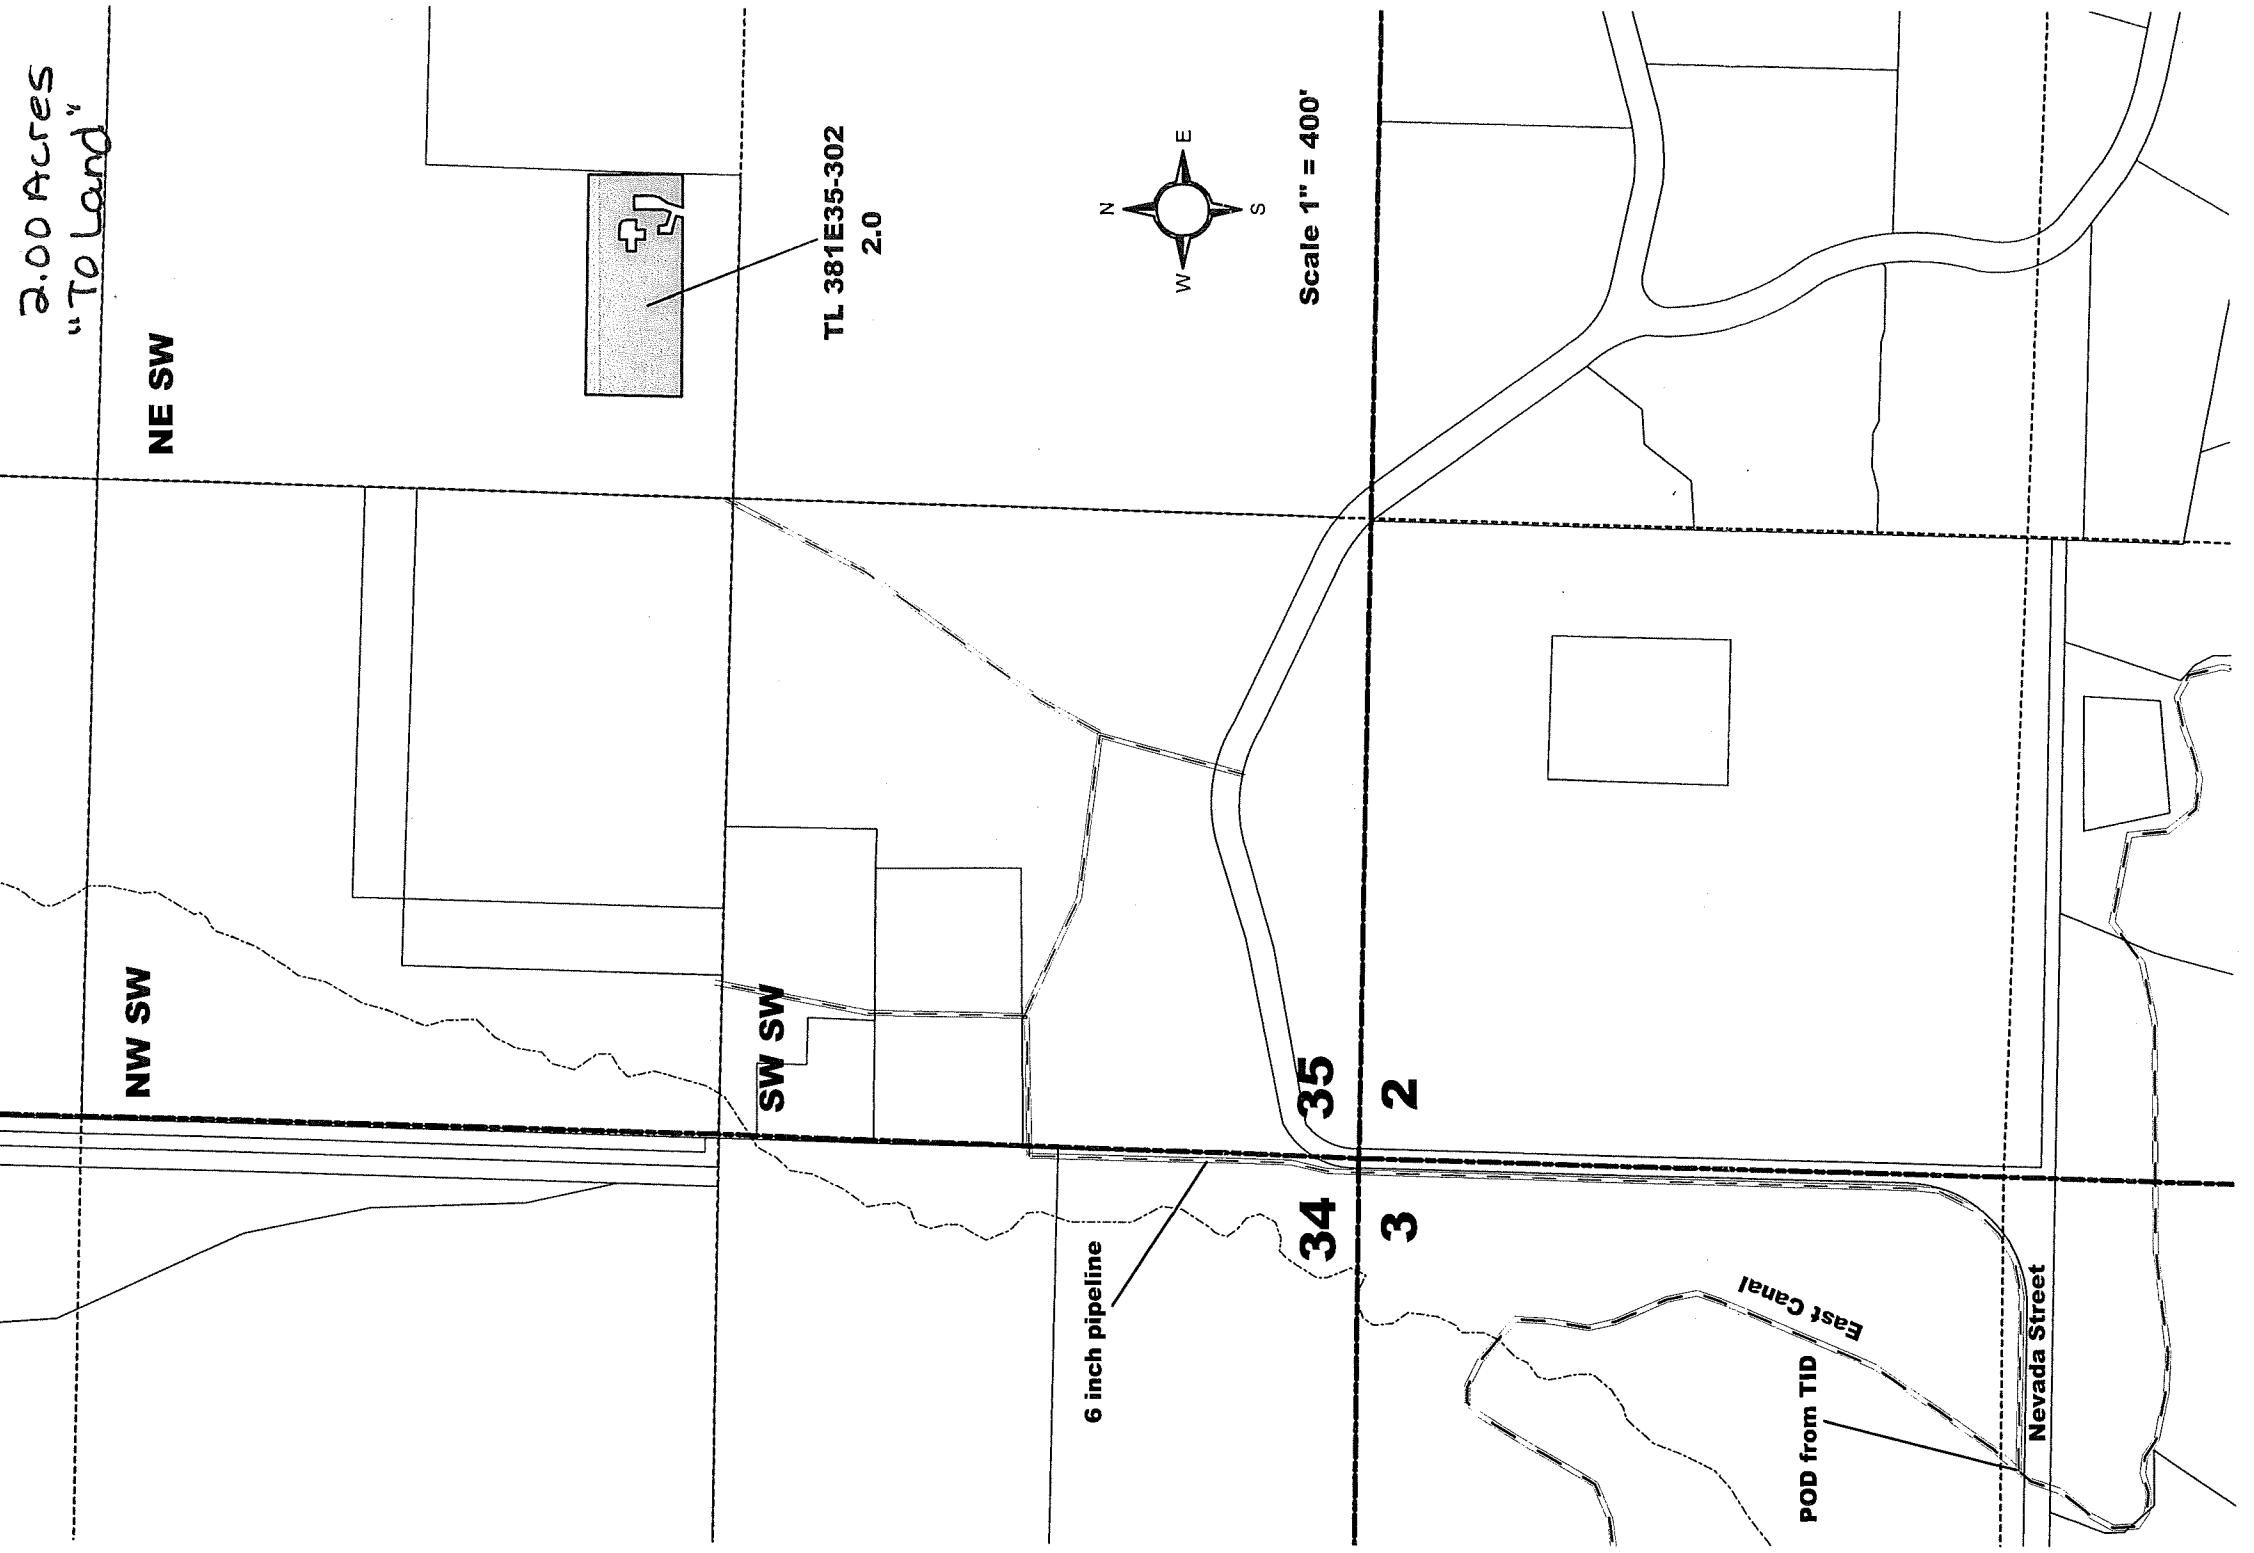 2.00 Acres
"To Land"
NE SW
TL 381E35-302
2.0
N
E
S
W
Scale 1" = 400'
NW SW
SW SW
35
2
34
3
6 inch pipeline
East Canal
POD from TID
Nevada Street